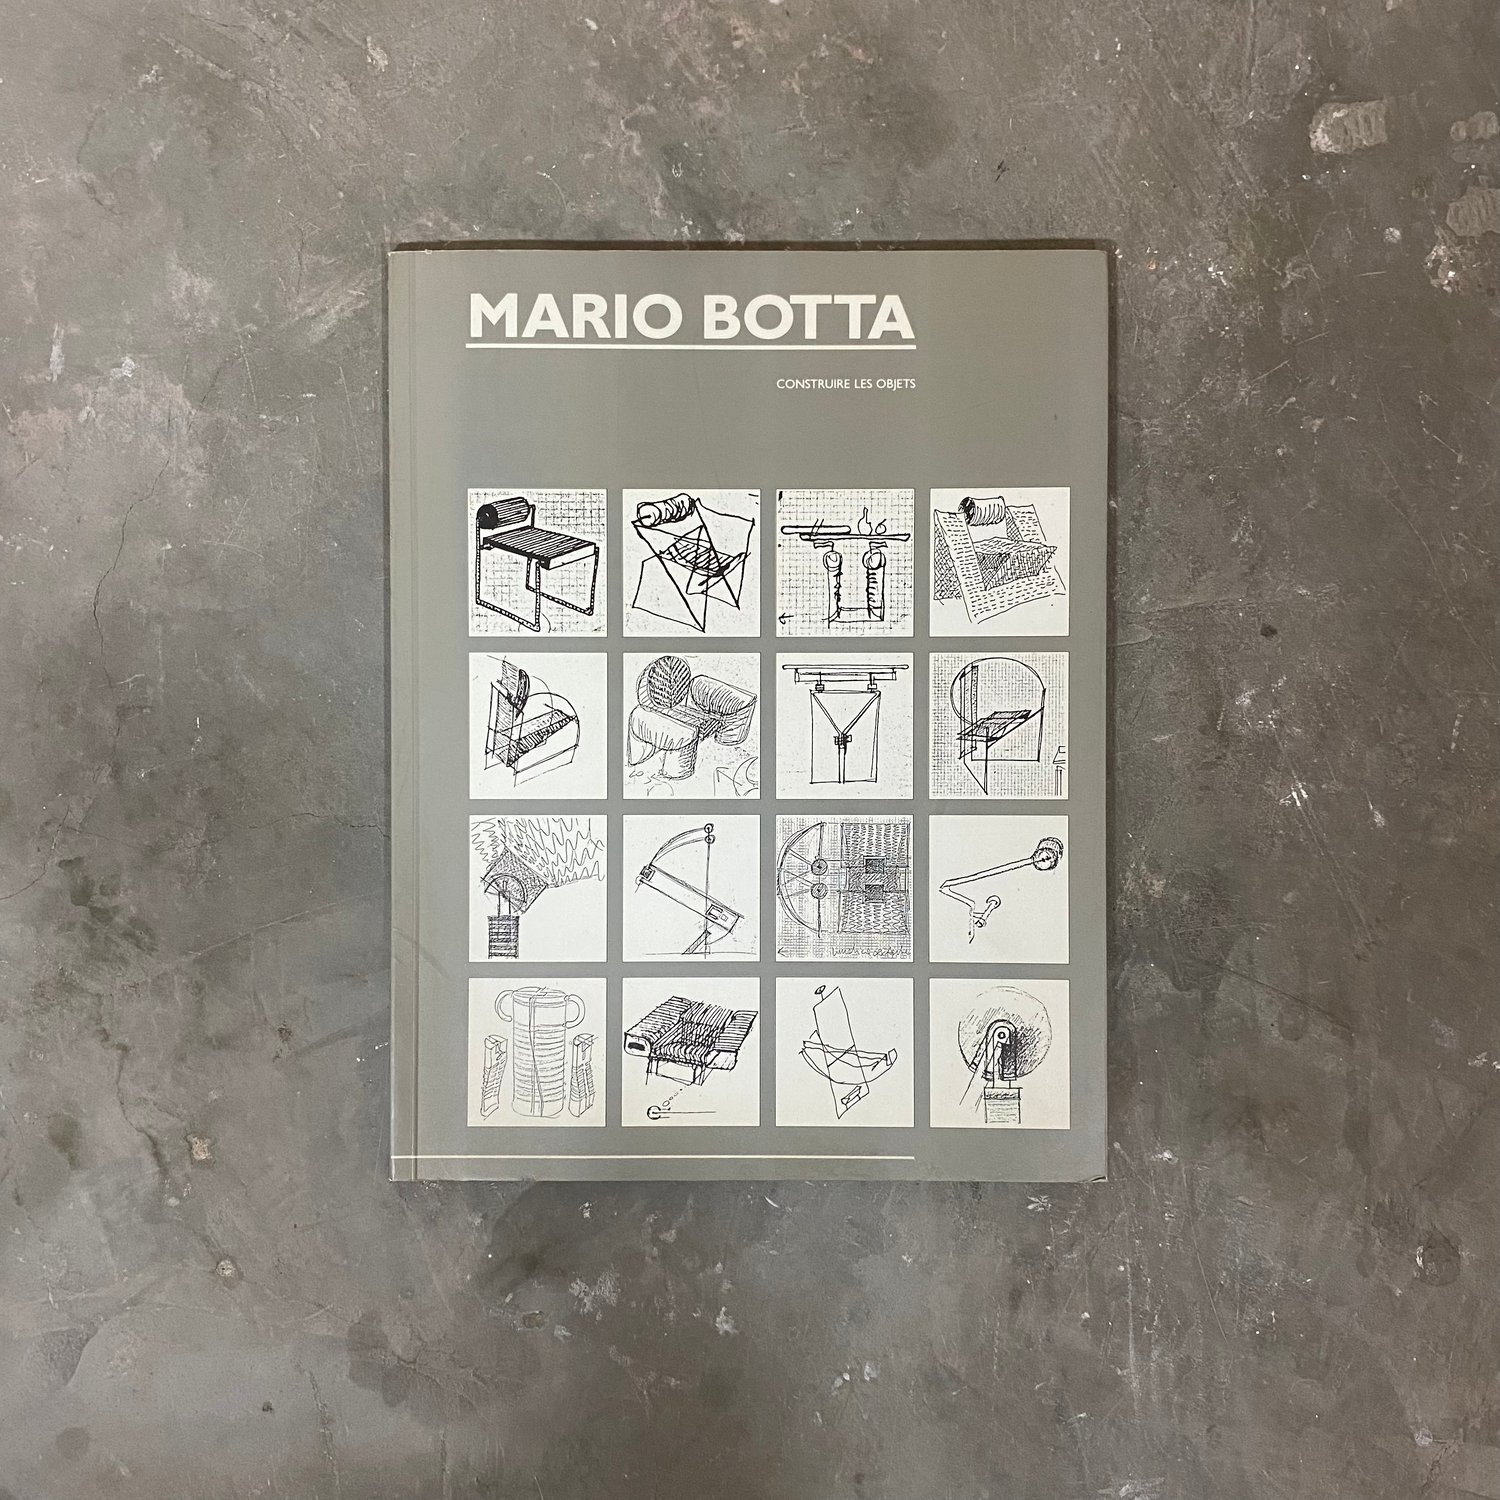 MARIO BOTTA
CONSTRUIRE LES OBJETS